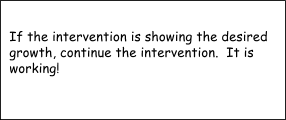 If the intervention is showing the desired
growth, continue the intervention.  It is
working!